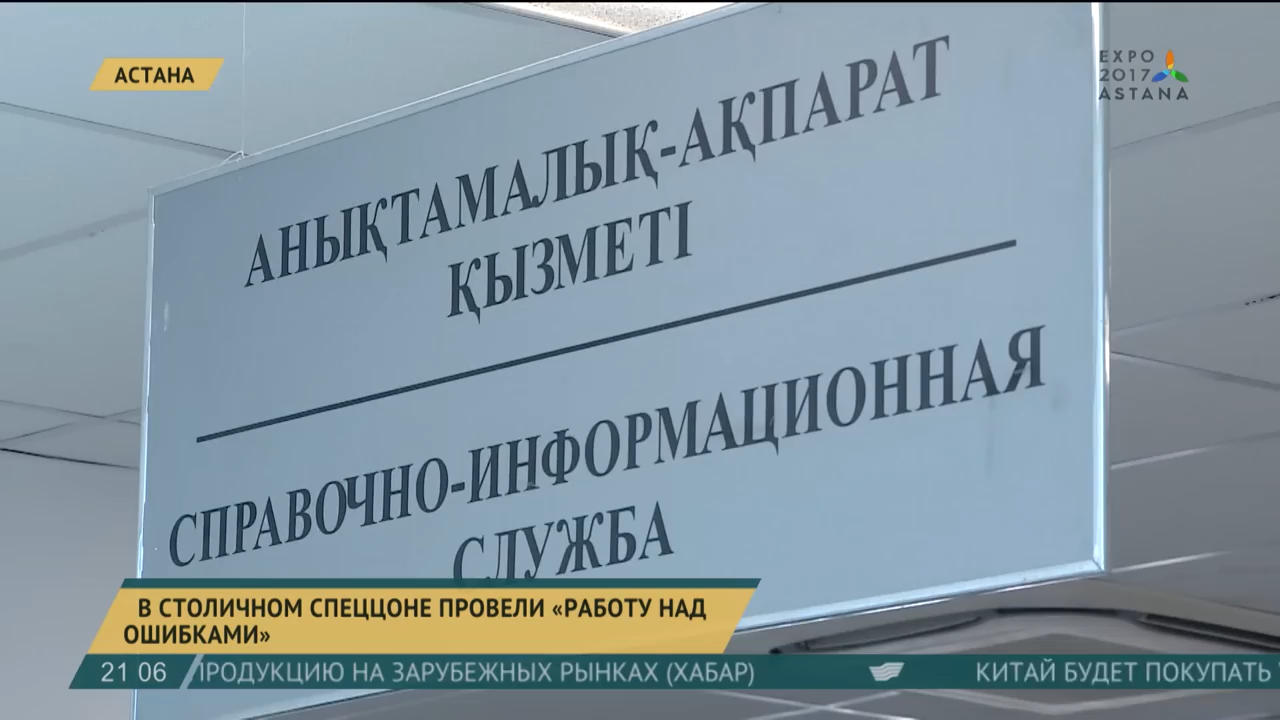 АСТАНА
EXPO
2017
ASTANA
АНЫҚТАМАЛЫҚ-АҚПАРАТ
ҚЫЗМЕТІ
СПРАВОЧНО-ИНФОРМАЦИОННАЯ
СЛУЖБА
В СТОЛИЧНОМ СПЕЦЦОНЕ ПРОВЕЛИ «РАБОТУ НАД
ОШИБКАМИ»
21 06 ПРОДУКЦИЮ НА ЗАРУБЕЖНЫХ РЫНКАХ (ХАБАР) КИТАЙ БУДЕТ ПОКУПАТЬ